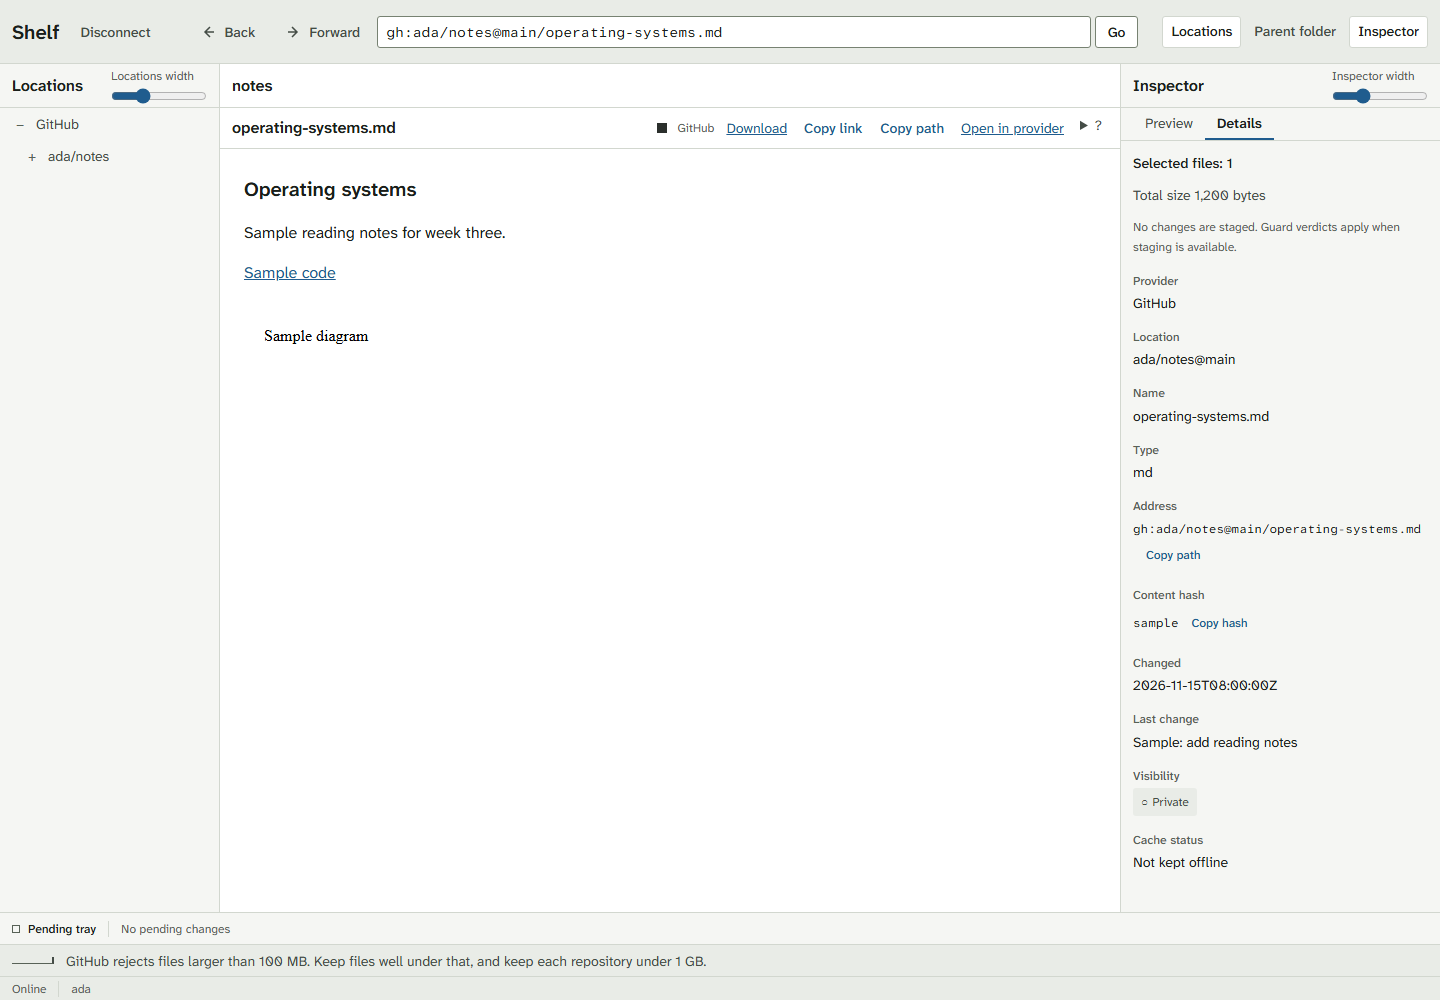 Shelf Disconnect Back Forward gh:ada/notes@main/operating-systems.md Go Locations Parent folder Inspector
Locations
Locations width
GitHub
ada/notes
notes
operating-systems.md GitHub Download Copy link Copy path Open in provider ?
Operating systems
Sample reading notes for week three.
Sample code
Sample diagram
Inspector
Inspector width
Preview Details
Selected files: 1
Total size 1,200 bytes
No changes are staged. Guard verdicts apply when
staging is available.
Provider
GitHub
Location
ada/notes@main
Name
operating-systems.md
Type
md
Address
gh:ada/notes@main/operating-systems.md
Copy path
Content hash
sample Copy hash
Changed
2026-11-15T08:00:00Z
Last change
Sample: add reading notes
Visibility
Private
Cache status
Not kept offline
Pending tray No pending changes
GitHub rejects files larger than 100 MB. Keep files well under that, and keep each repository under 1 GB.
Online ada